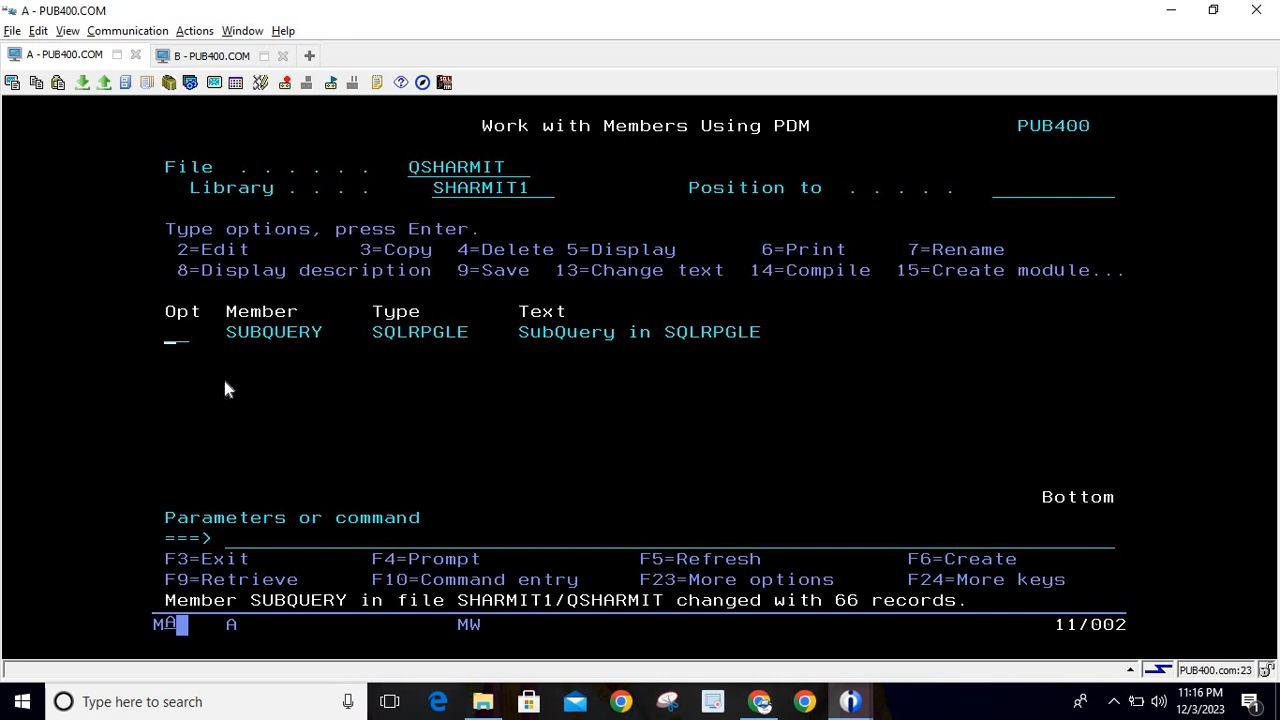 A - PUB400.COM
File Edit View Communication Actions Window Help
A - PUB400.COM B - PUB400.COM
Work with Members Using PDM PUB400
File . . . . . . QSHARMIT
Library . . . . SHARMIT1 Position to . . . . .
Type options, press Enter.
2=Edit 3=Copy 4=Delete 5=Display 6=Print 7=Rename
8=Display description 9=Save 13=Change text 14=Compile 15=Create module...
Opt Member Type Text
SUBQUERY SQLRPGLE SubQuery in SQLRPGLE
Bottom
Parameters or command
===>
F3=Exit F4=Prompt F5=Refresh F6=Create
F9=Retrieve F10=Command entry F23=More options F24=More keys
Member SUBQUERY in file SHARMIT1/QSHARMIT changed with 66 records.
MA A MW 11/002
PUB400.com:23
Type here to search
11:16 PM
12/3/2023
1